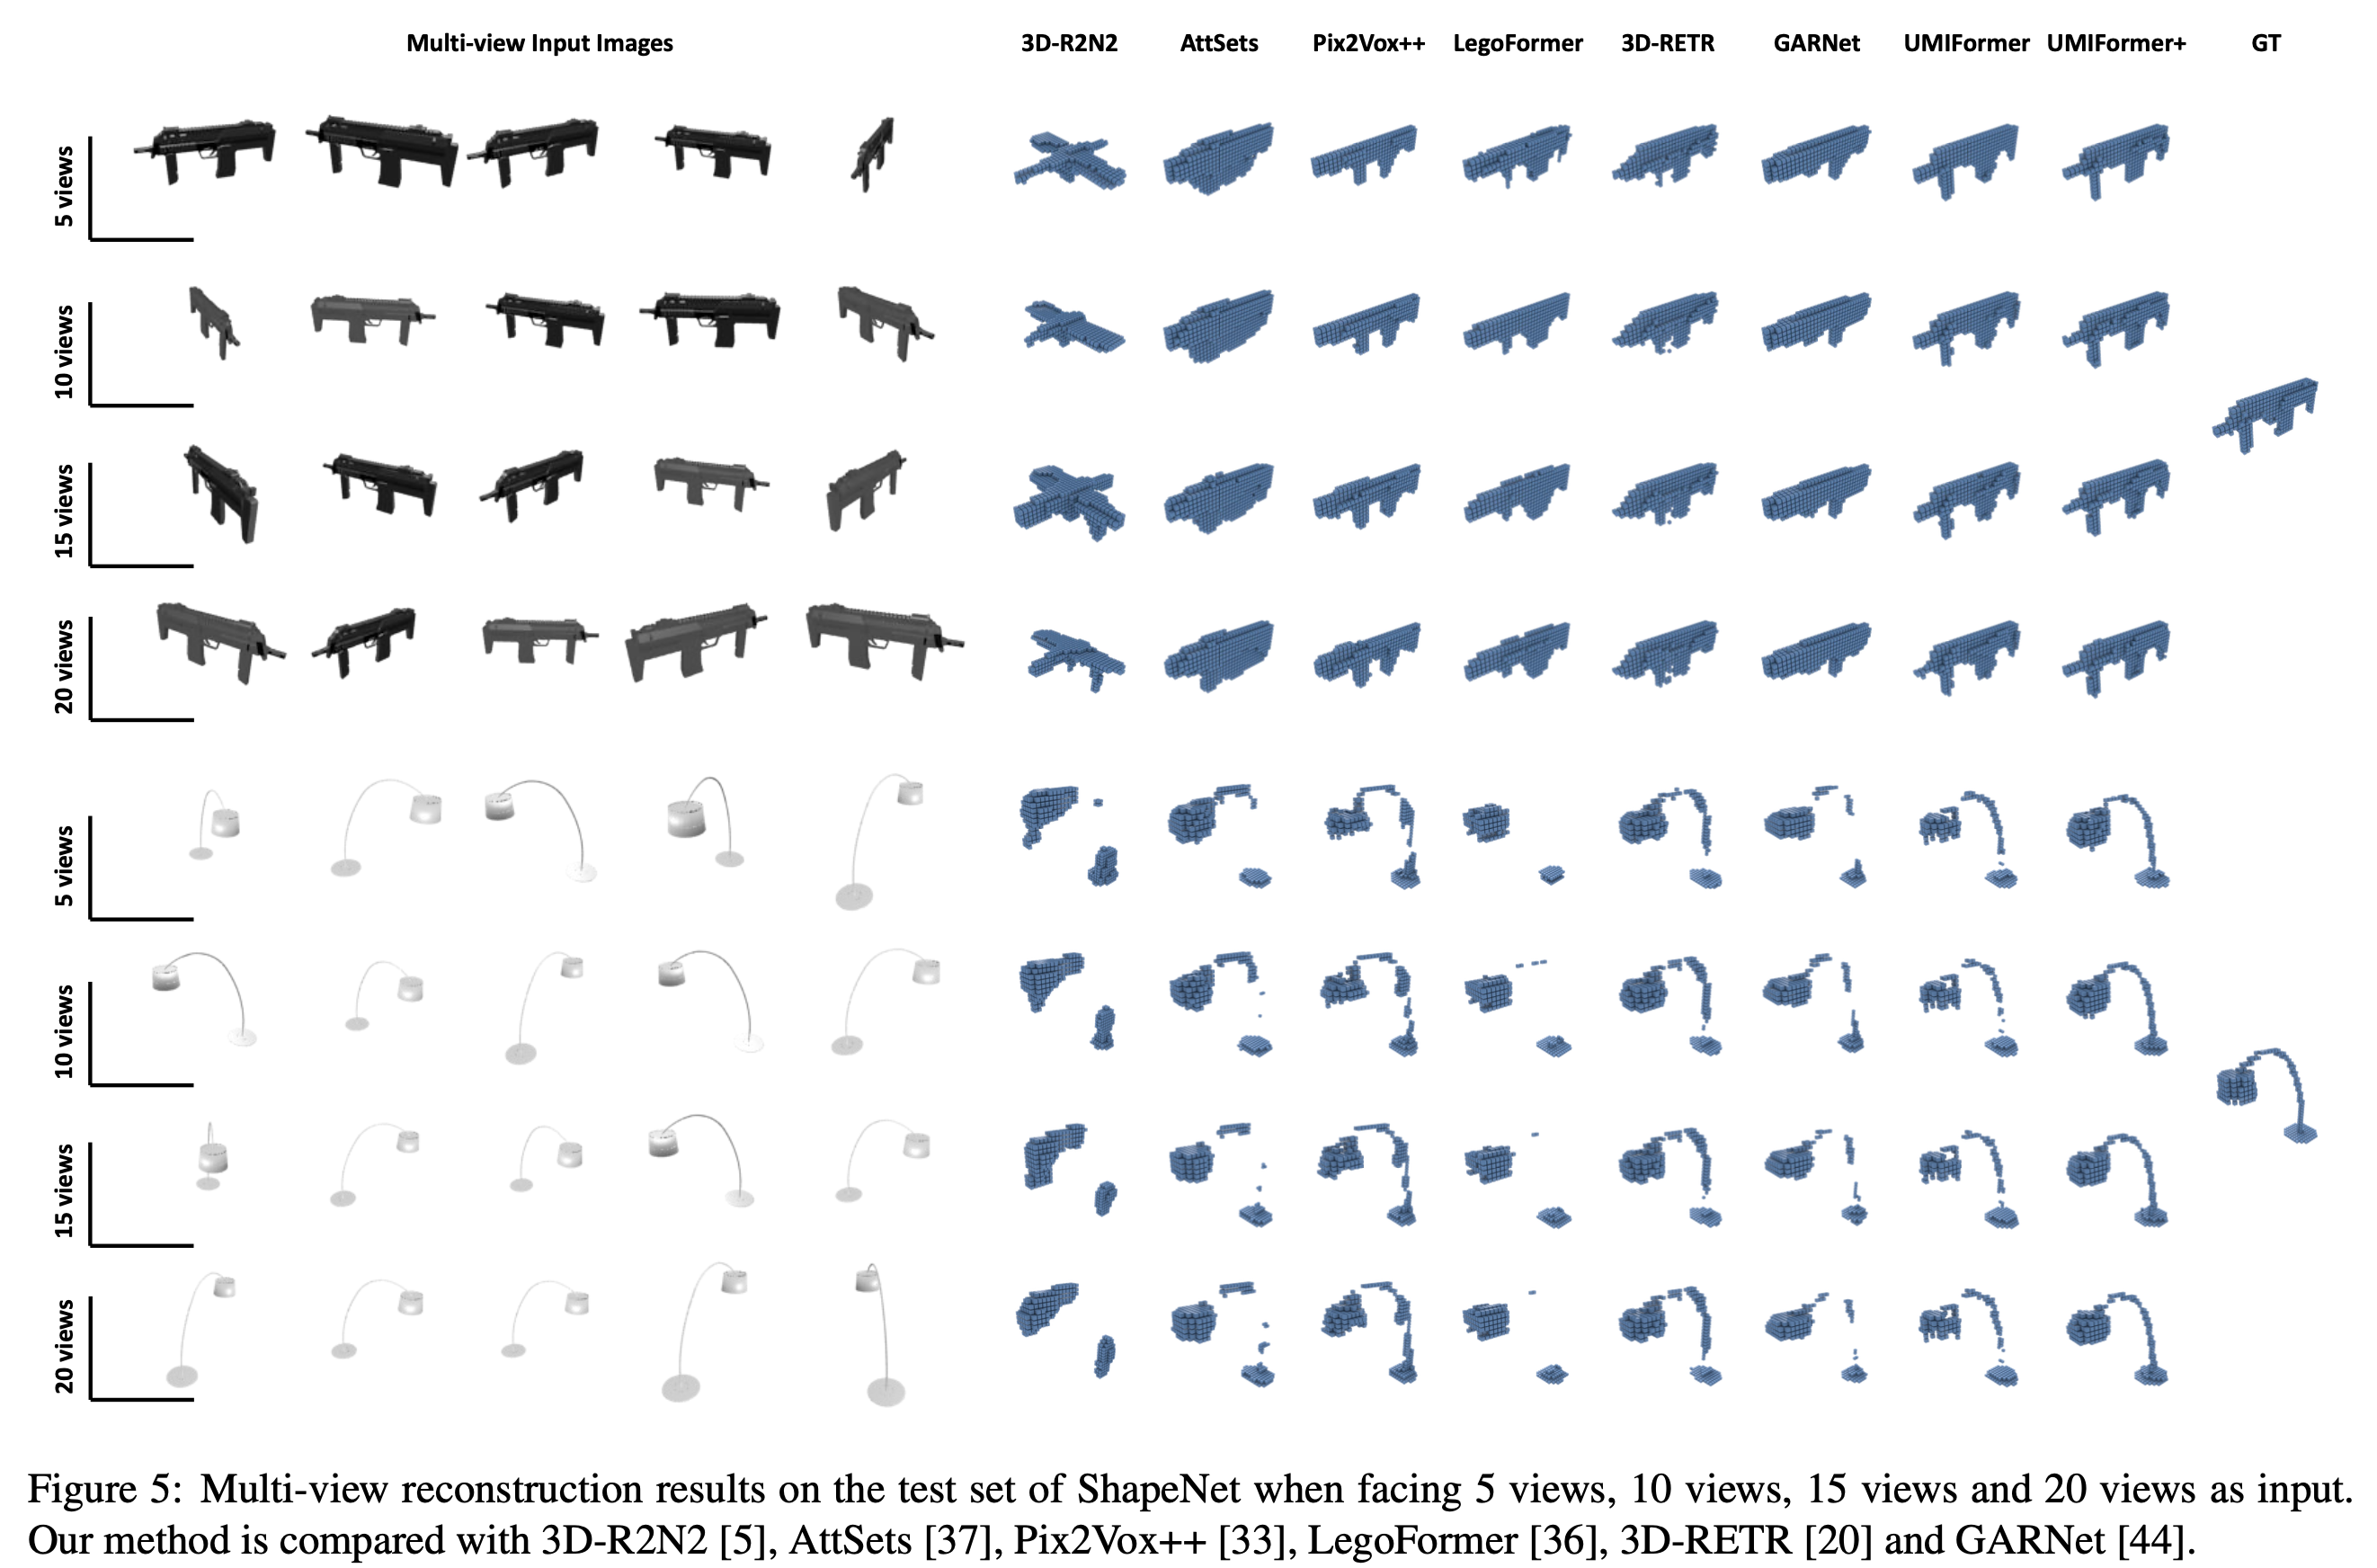 Multi-view Input Images 3D-R2N2 AttSets Pix2Vox++ LegoFormer 3D-RETR GARNet UMIFormer UMIFormer+ GT
5 views
10 views
15 views
20 views
5 views
10 views
15 views
20 views
Figure 5: Multi-view reconstruction results on the test set of ShapeNet when facing 5 views, 10 views, 15 views and 20 views as input.
Our method is compared with 3D-R2N2 [5], AttSets [37], Pix2Vox++ [33], LegoFormer [36], 3D-RETR [20] and GARNet [44].